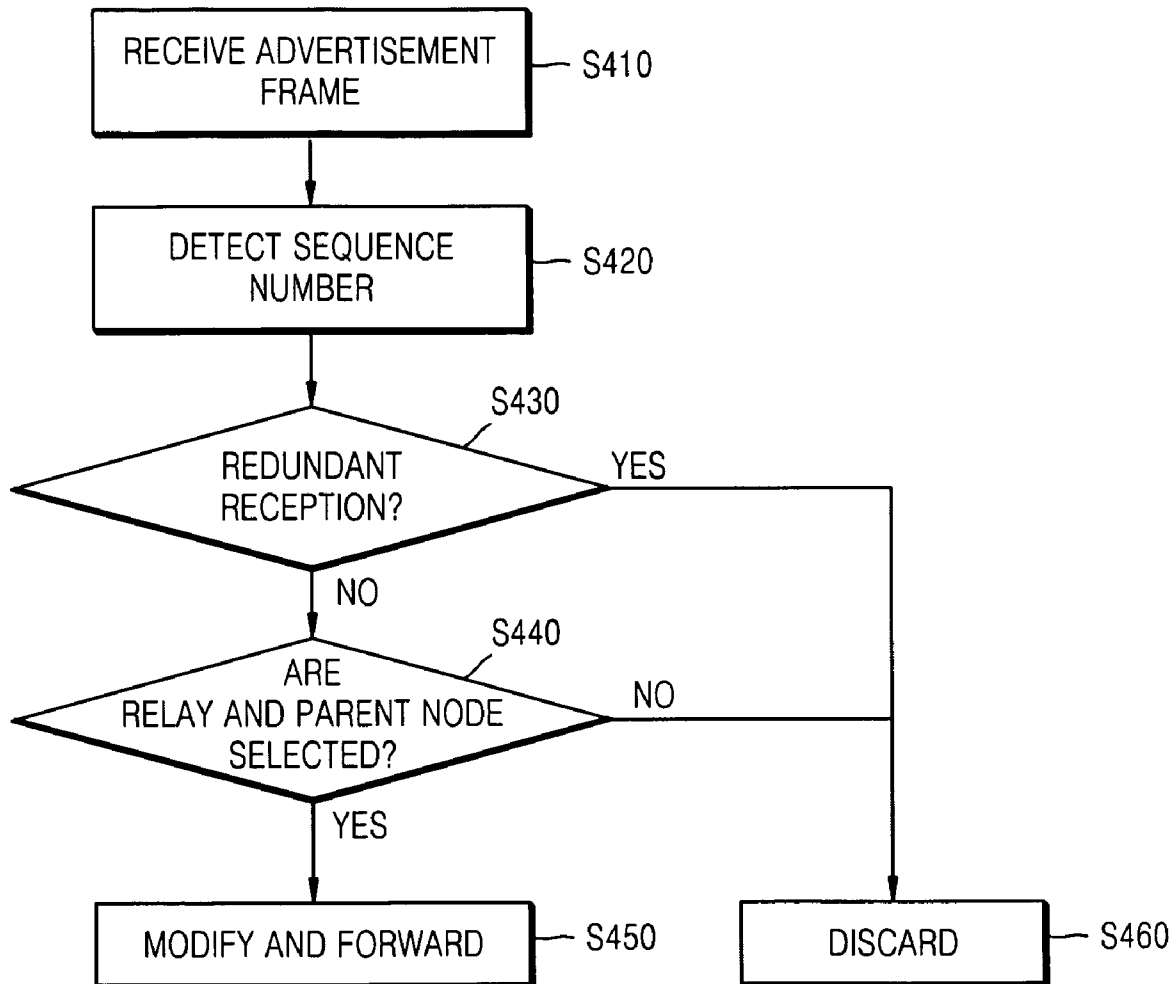 RECEIVE ADVERTISEMENT
FRAME
S410
DETECT SEQUENCE
NUMBER
S420
S430
REDUNDANT
RECEPTION?
YES
NO
S440
ARE
RELAY AND PARENT NODE
SELECTED?
NO
YES
MODIFY AND FORWARD
S450
DISCARD
S460